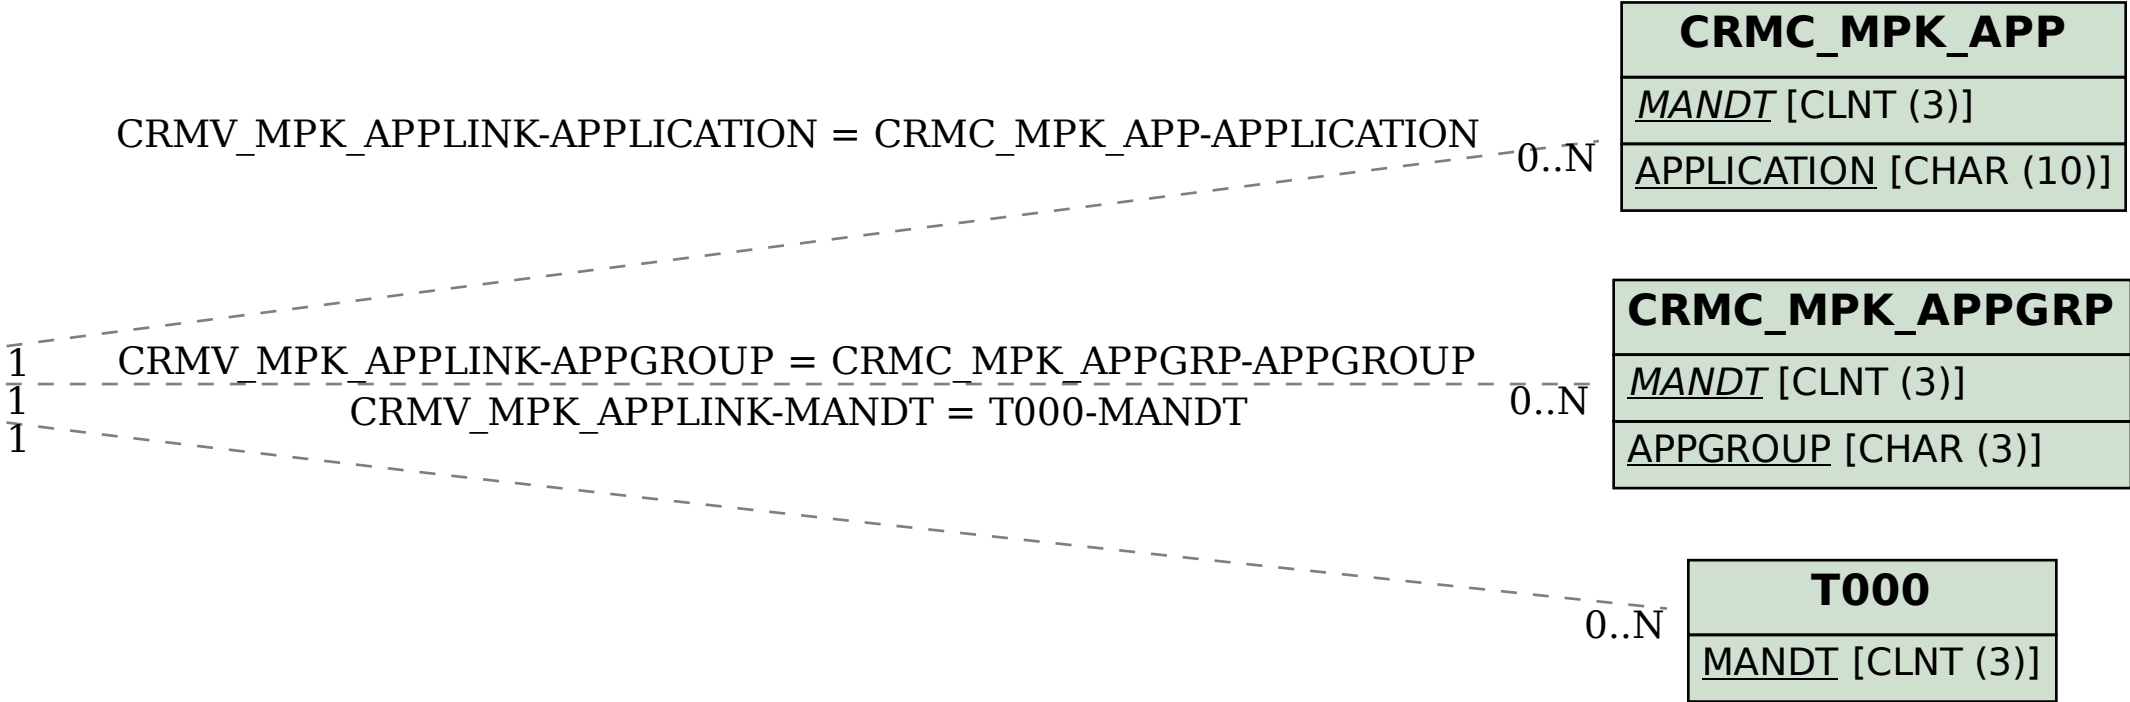 CRMC_MPK_APP
MANDT [CLNT (3)]
APPLICATION [CHAR (10)]
CRMV_MPK_APPLINK-APPLICATION = CRMC_MPK_APP-APPLICATION
0..N
1
CRMV_MPK_APPLINK-APPGROUP = CRMC_MPK_APPGRP-APPGROUP
0..N
1
CRMC_MPK_APPGRP
MANDT [CLNT (3)]
APPGROUP [CHAR (3)]
CRMV_MPK_APPLINK-MANDT = T000-MANDT
1
0..N
T000
MANDT [CLNT (3)]